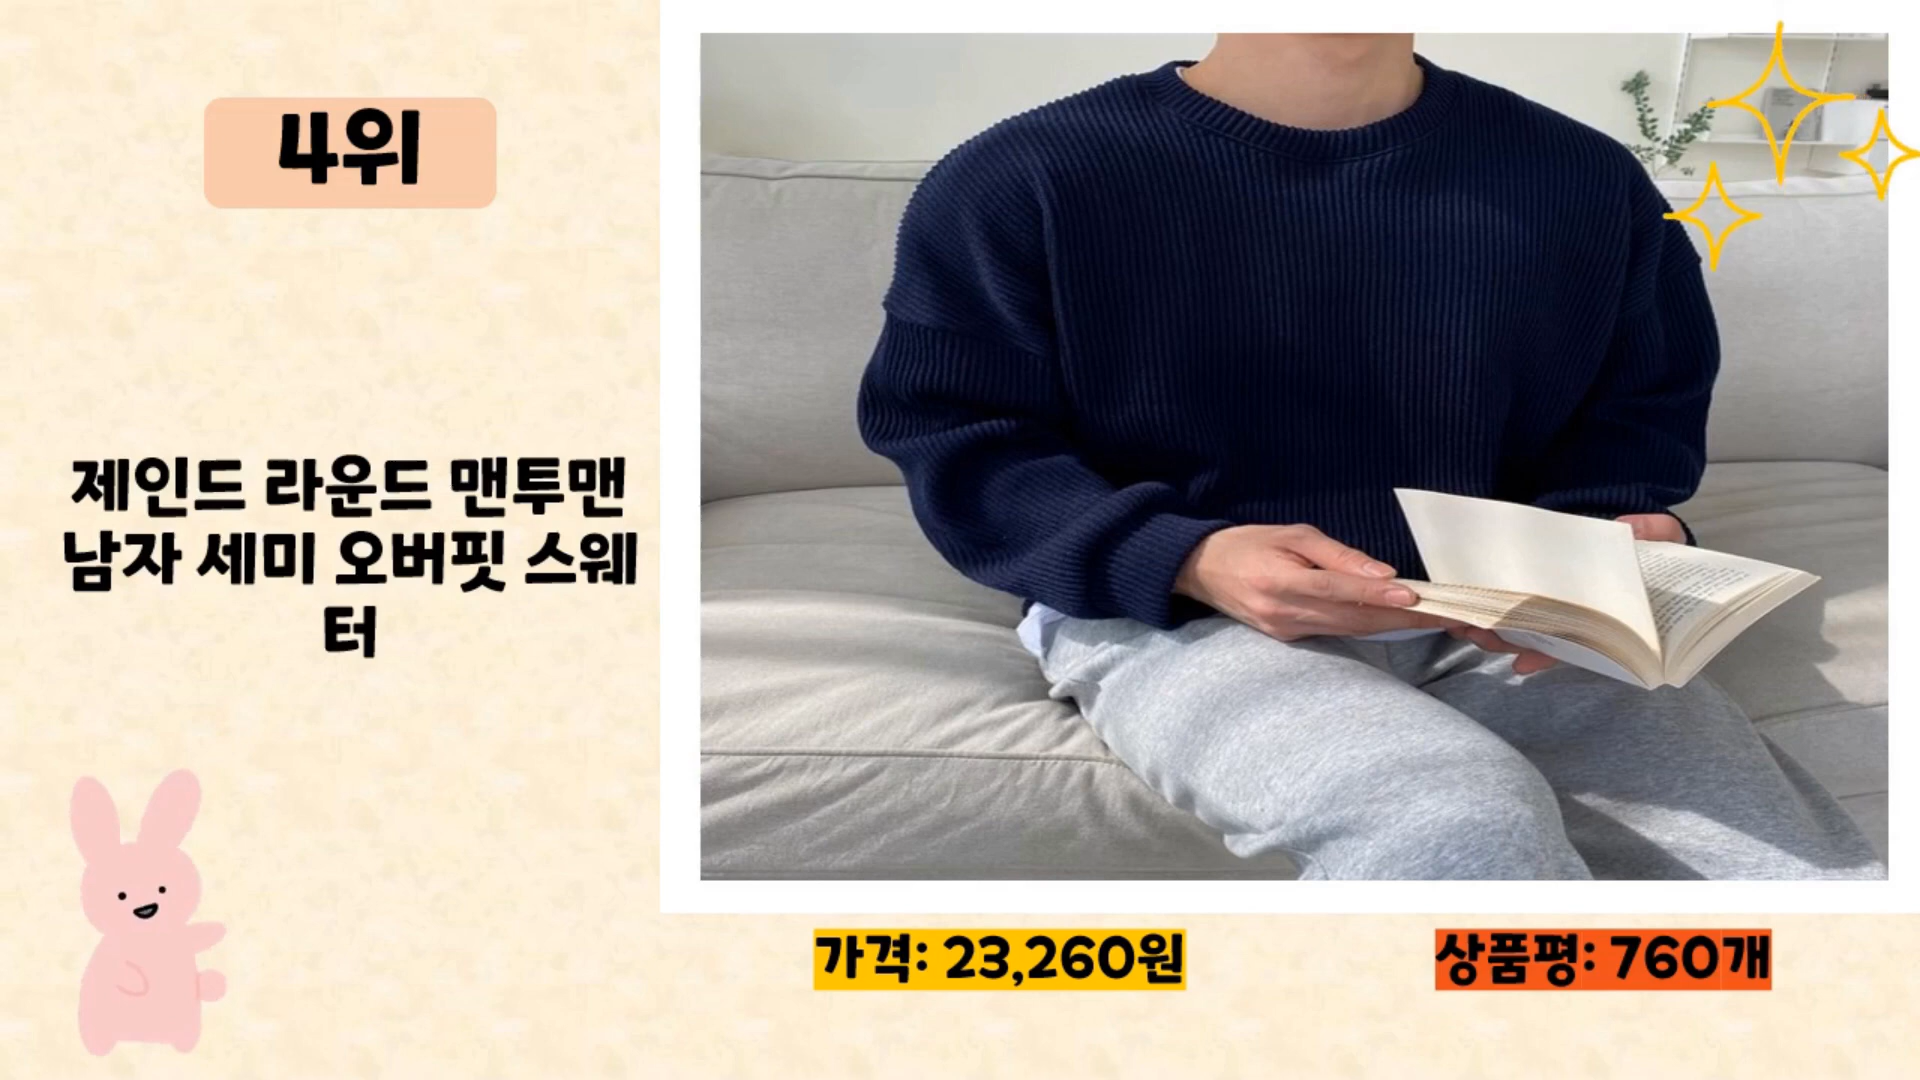 4위
제인드 라운드 맨투맨
남자 세미 오버핏 스웨
터
가격: 23,260원
상품평: 760개